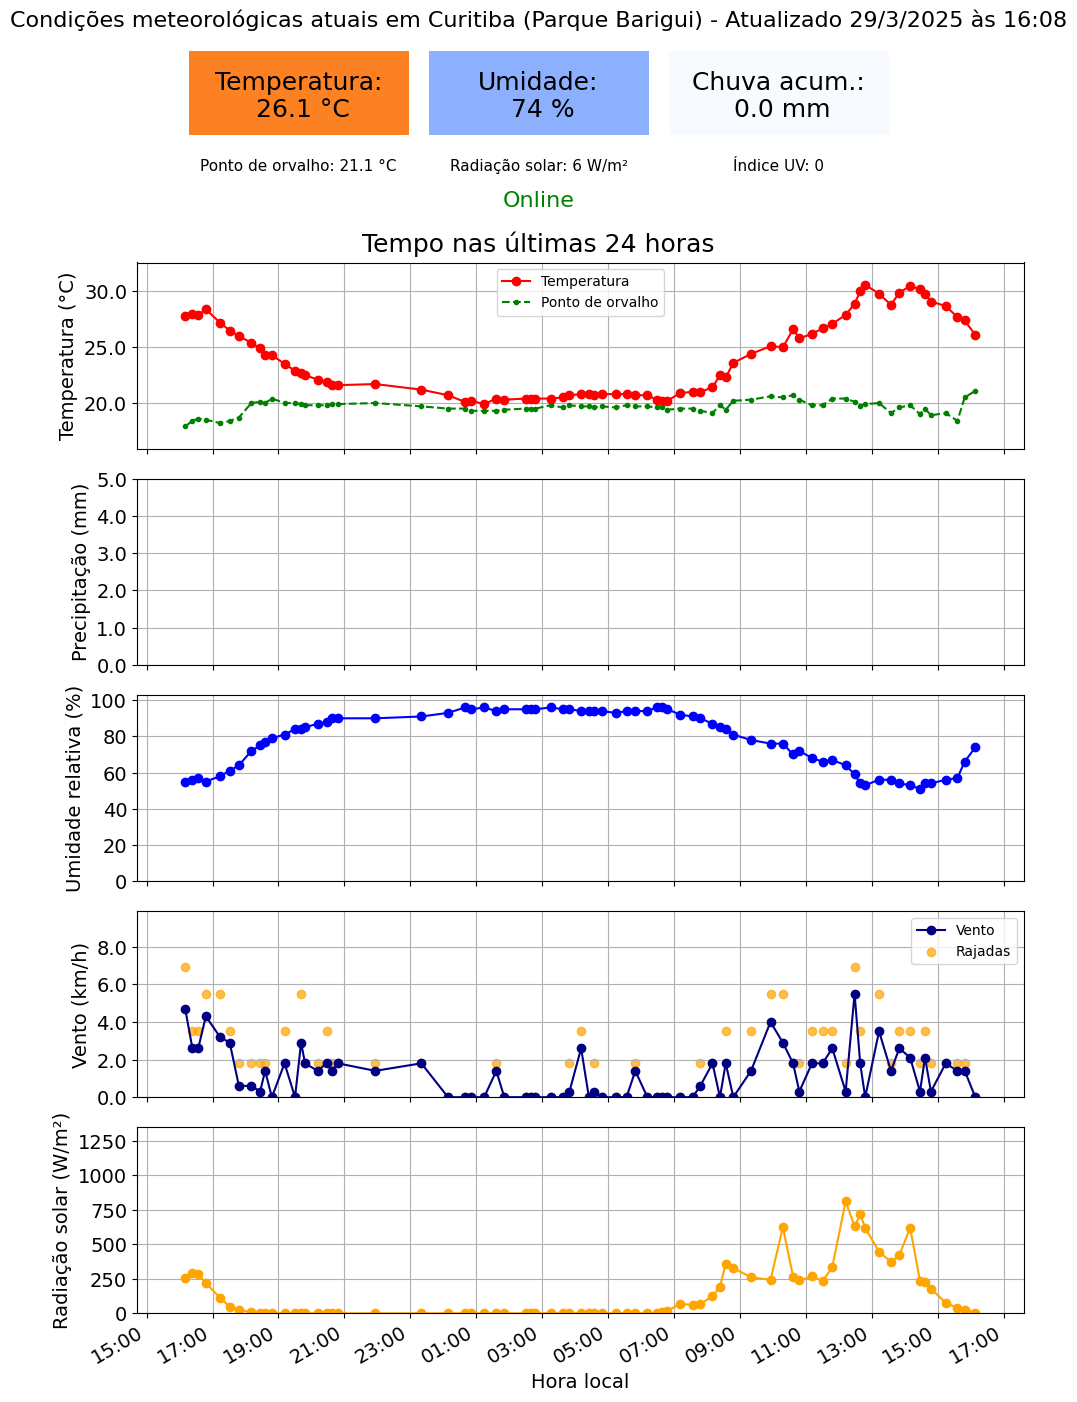 Condições meteorológicas atuais em Curitiba (Parque Barigui) - Atualizado 29/3/2025 às 16:08
Temperatura:
26.1 °C
Umidade:
74 %
Chuva acum.:
0.0 mm
Ponto de orvalho: 21.1 °C
Radiação solar: 6 W/m²
Índice UV: 0
Online
Tempo nas últimas 24 horas
Temperatura (°C)
30.0
25.0
20.0
Temperatura
Ponto de orvalho
Precipitação (mm)
5.0
4.0
3.0
2.0
1.0
0.0
Umidade relativa (%)
100
80
60
40
20
0
Vento (km/h)
8.0
6.0
4.0
2.0
0.0
Vento
Rajadas
Radiação solar (W/m²)
1250
1000
750
500
250
0
15:00
17:00
19:00
21:00
23:00
01:00
03:00
05:00
07:00
09:00
11:00
13:00
15:00
17:00
Hora local